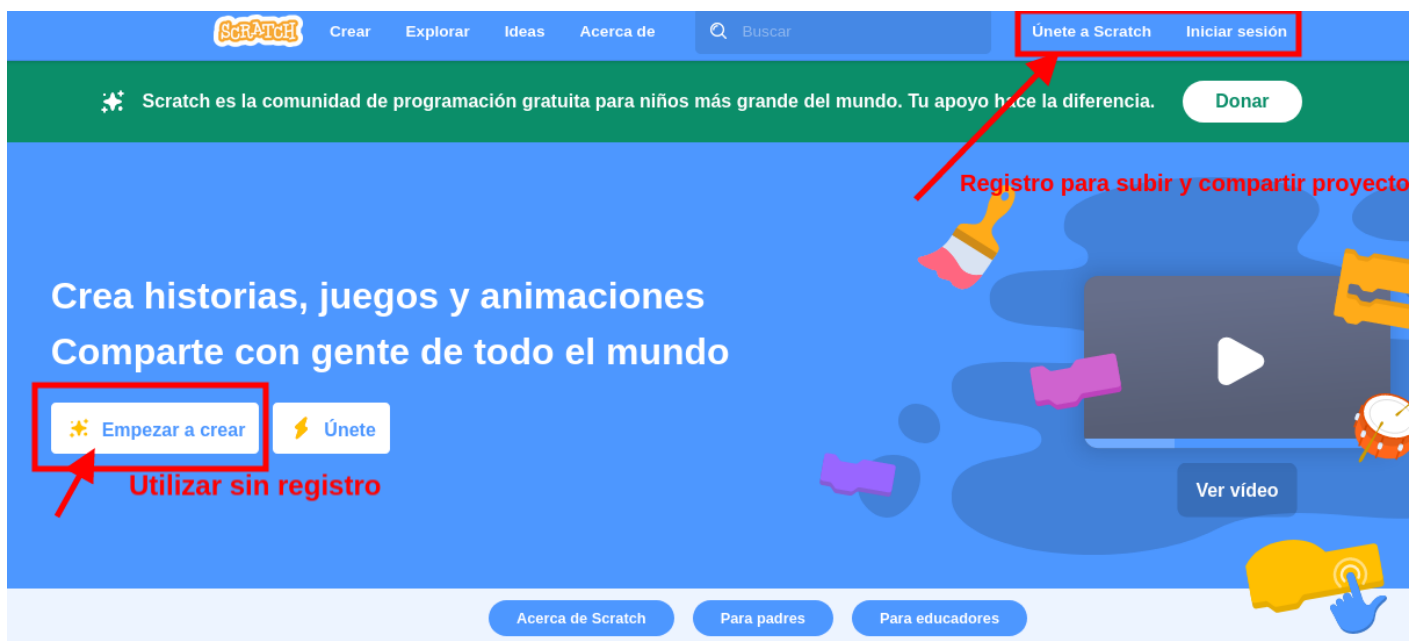 SCRATCH Crear Explorar Ideas Acerca de Buscar Únete a Scratch Iniciar sesión
Scratch es la comunidad de programación gratuita para niños más grande del mundo. Tu apoyo hace la diferencia. Donar
Registro para subir y compartir proyecto
Crea historias, juegos y animaciones
Comparte con gente de todo el mundo
Empezar a crear Únete
Utilizar sin registro
Ver vídeo
Acerca de Scratch Para padres Para educadores